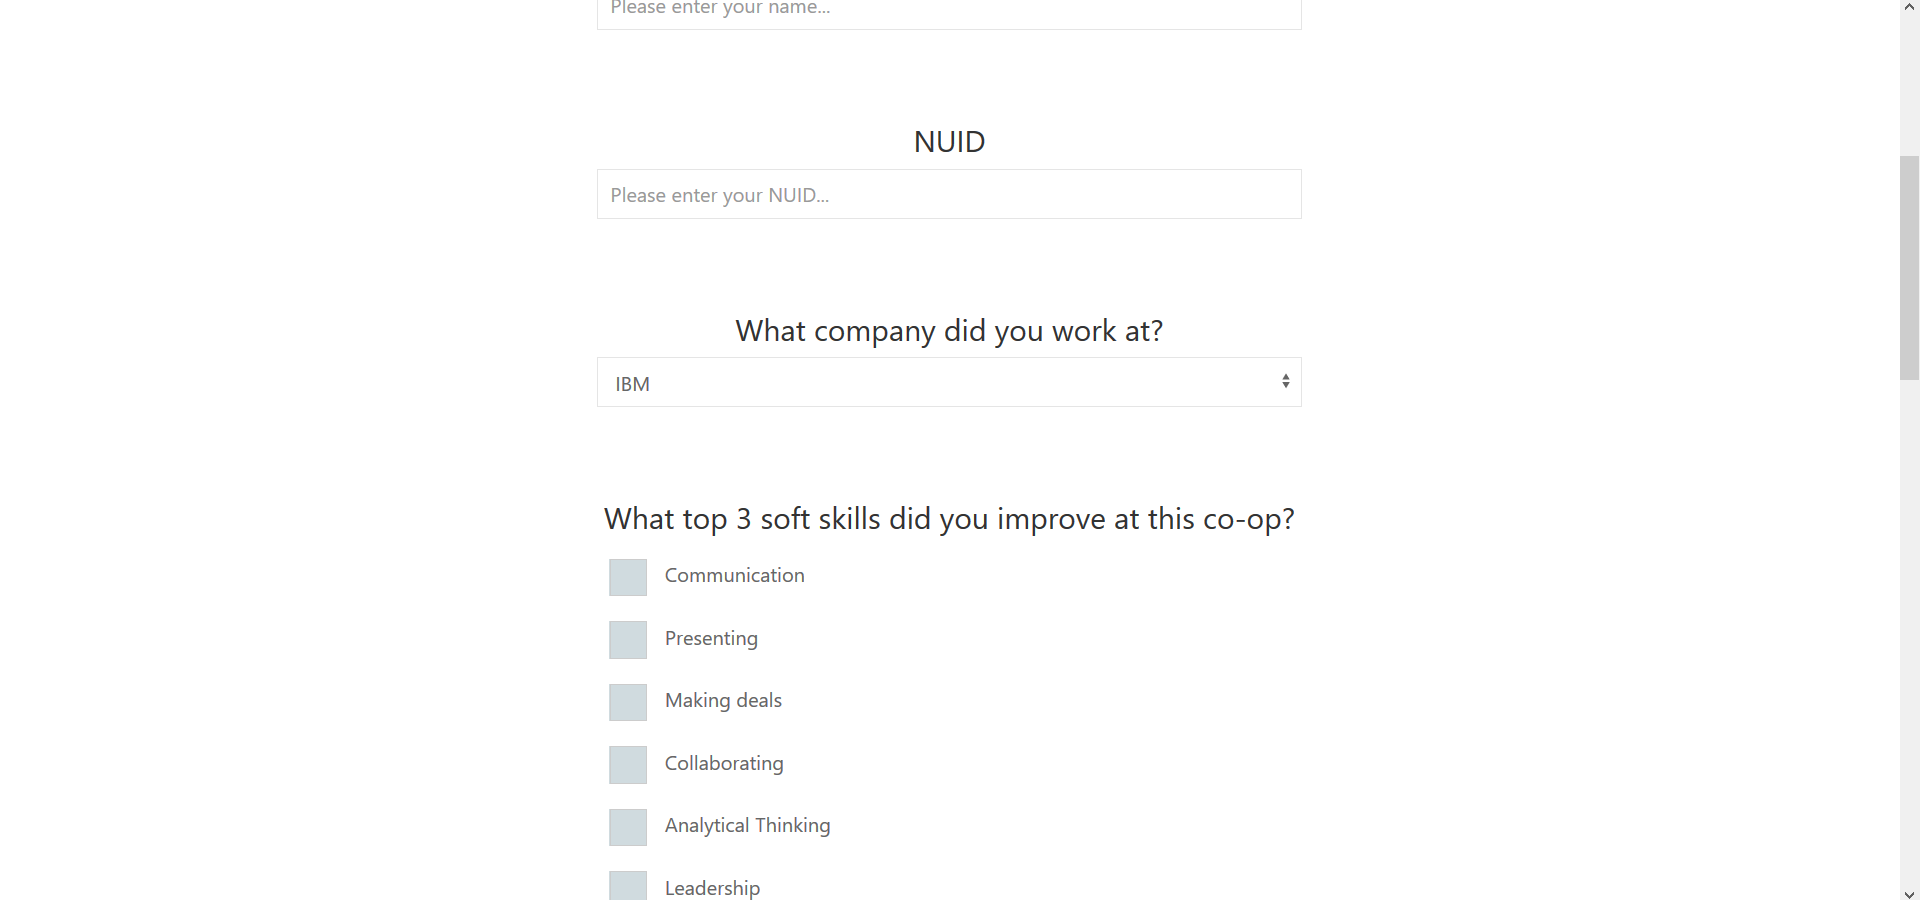 Please enter your name...
NUID
Please enter your NUID...
What company did you work at?
IBM
What top 3 soft skills did you improve at this co-op?
Communication
Presenting
Making deals
Collaborating
Analytical Thinking
Leadership